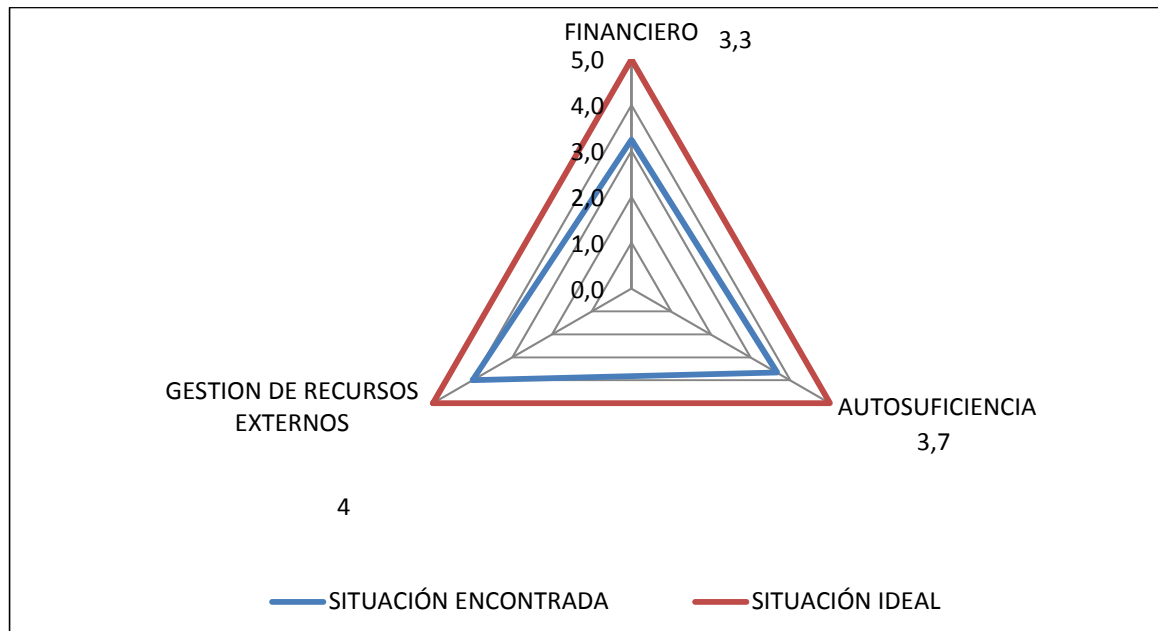 FINANCIERO 3,3
5,0
4,0
3,0
2,0
1,0
0,0
GESTION DE RECURSOS
EXTERNOS
4
AUTOSUFICIENCIA
3,7
SITUACIÓN ENCONTRADA
SITUACIÓN IDEAL